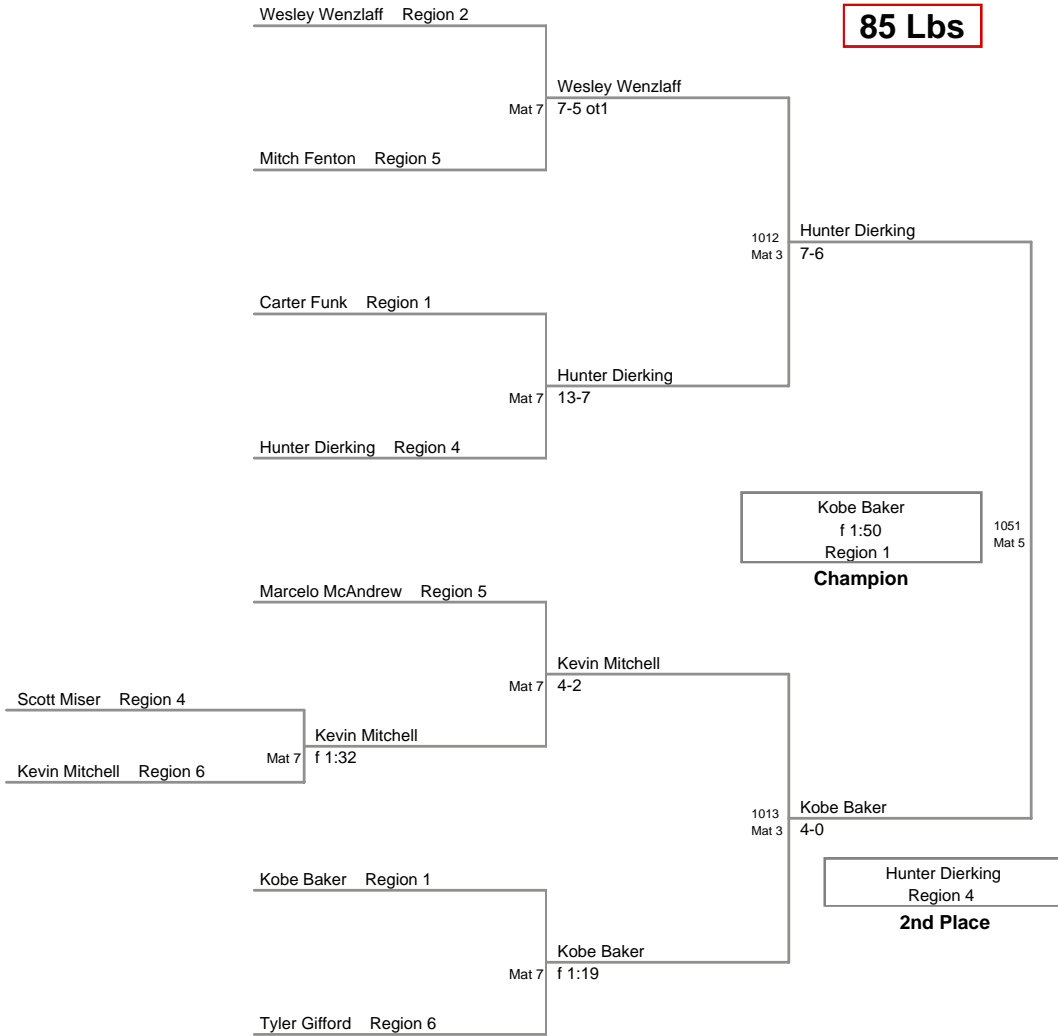 Wesley Wenzlaff Region 2
85 Lbs
Wesley Wenzlaff
Mat 7
7-5 ot1
Mitch Fenton Region 5
1012
Mat 3
Hunter Dierking
7-6
Carter Funk Region 1
Hunter Dierking
Mat 7
13-7
Hunter Dierking Region 4
Kobe Baker
f 1:50
Region 1
Champion
1051
Mat 5
Marcelo McAndrew Region 5
Kevin Mitchell
Mat 7
4-2
Scott Miser Region 4
Kevin Mitchell
Mat 7
f 1:32
Kevin Mitchell Region 6
1013
Mat 3
Kobe Baker
4-0
Kobe Baker Region 1
Hunter Dierking
Region 4
2nd Place
Kobe Baker
Mat 7
f 1:19
Tyler Gifford Region 6